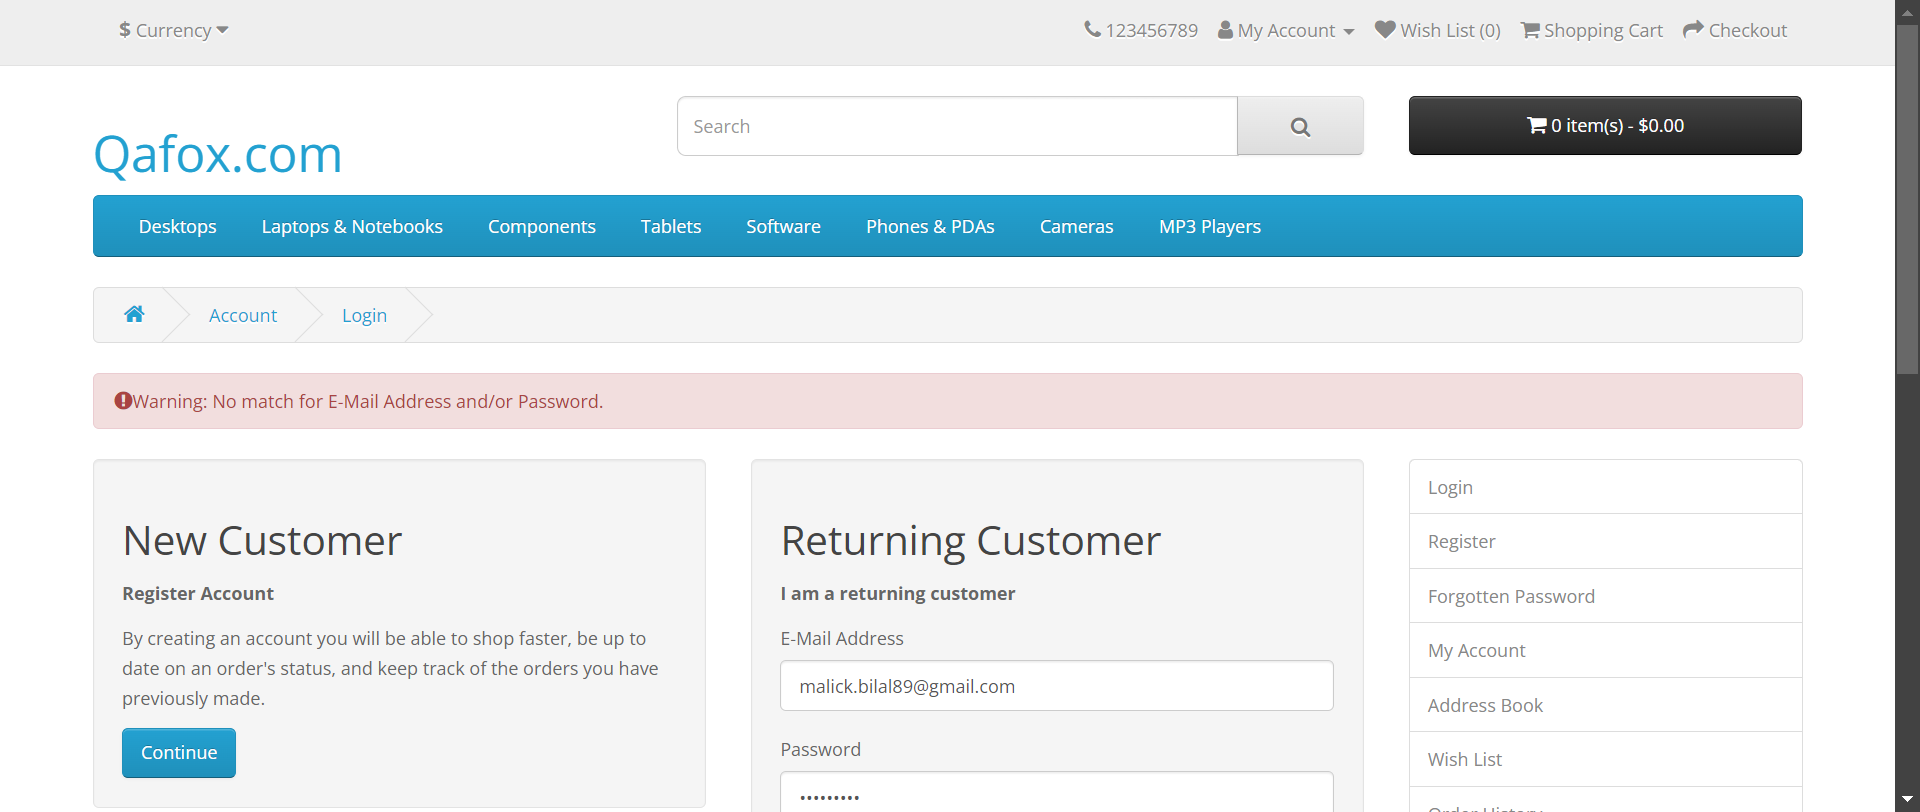 $ Currency
123456789 My Account Wish List (0) Shopping Cart Checkout
Qafox.com
Search
0 item(s) - $0.00
Desktops Laptops & Notebooks Components Tablets Software Phones & PDAs Cameras MP3 Players
Account Login
Warning: No match for E-Mail Address and/or Password.
New Customer
Register Account
By creating an account you will be able to shop faster, be up to
date on an order's status, and keep track of the orders you have
previously made.
Continue
Returning Customer
I am a returning customer
E-Mail Address
malick.bilal89@gmail.com
Password
•••••••••
Login
Register
Forgotten Password
My Account
Address Book
Wish List